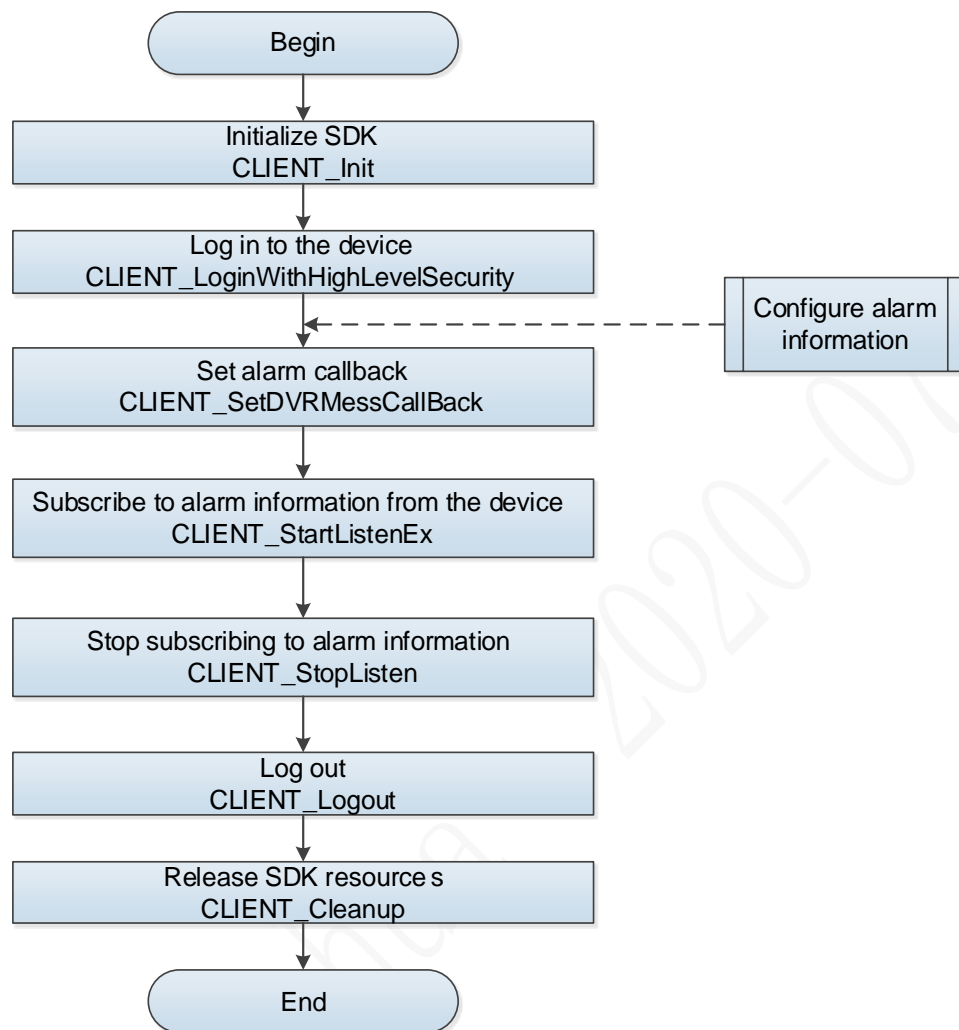 Begin
Initialize SDK
CLIENT_Init
Log in to the device
CLIENT_LoginWithHighLevelSecurity
Configure alarm
information
Set alarm callback
CLIENT_SetDVRMessCallBack
Subscribe to alarm information from the device
CLIENT_StartListenEx
Stop subscribing to alarm information
CLIENT_StopListen
Log out
CLIENT_Logout
Release SDK resources
CLIENT_Cleanup
End